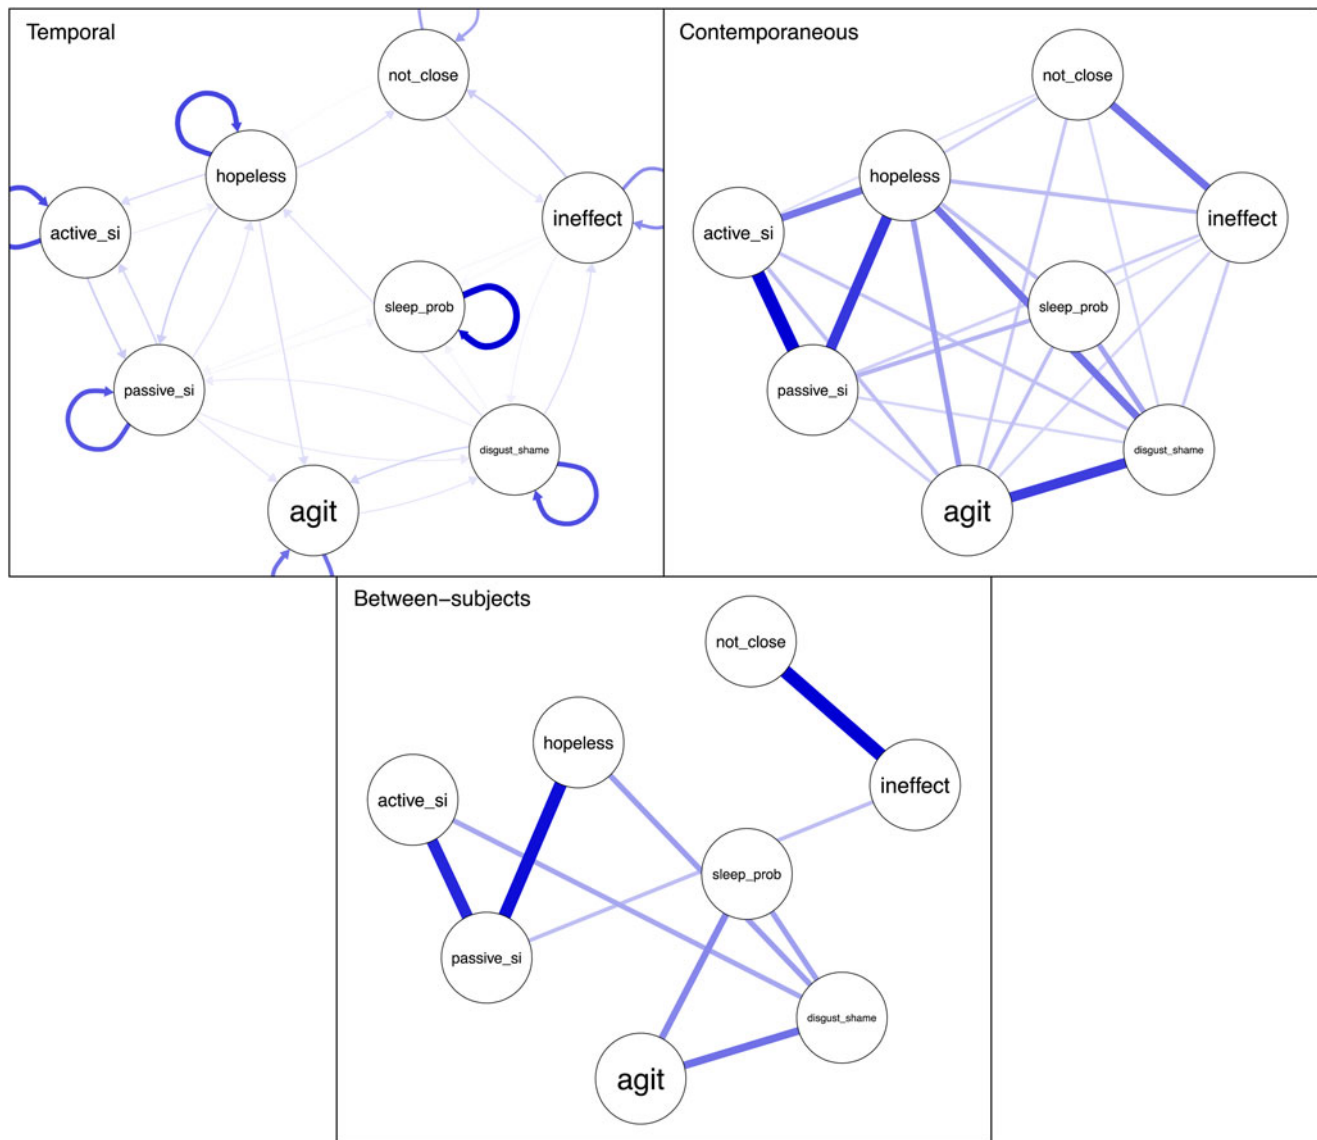 Temporal
not_close
hopeless
ineffect
active_si
sleep_prob
passive_si
disgust_shame
agit
Contemporaneous
not_close
hopeless
ineffect
active_si
sleep_prob
passive_si
disgust_shame
agit
Between-subjects
not_close
hopeless
ineffect
active_si
sleep_prob
passive_si
disgust_shame
agit